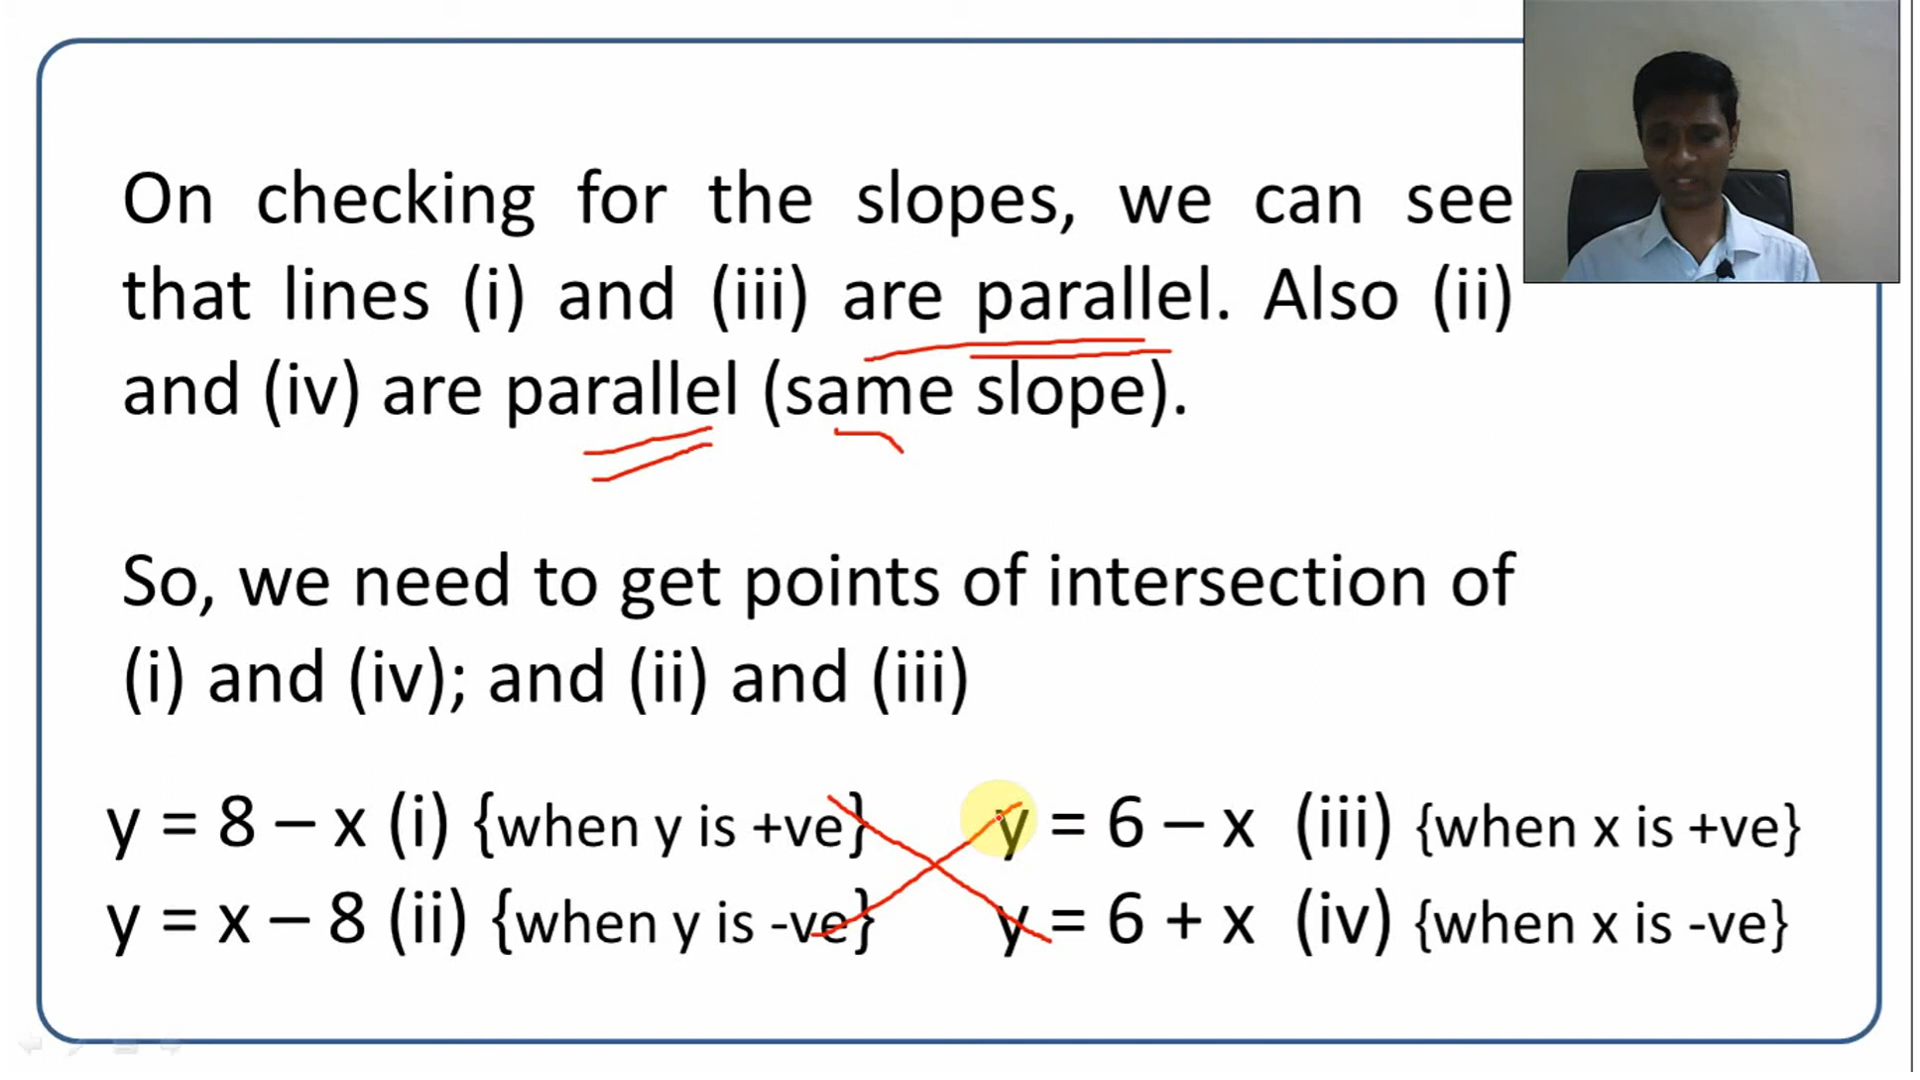 On checking for the slopes, we can see
that lines (i) and (iii) are parallel. Also (ii)
and (iv) are parallel (same slope).
So, we need to get points of intersection of
(i) and (iv); and (ii) and (iii)
y = 8 – x (i) {when y is +ve} y = 6 – x (iii) {when x is +ve}
y = x – 8 (ii) {when y is -ve} y = 6 + x (iv) {when x is -ve}